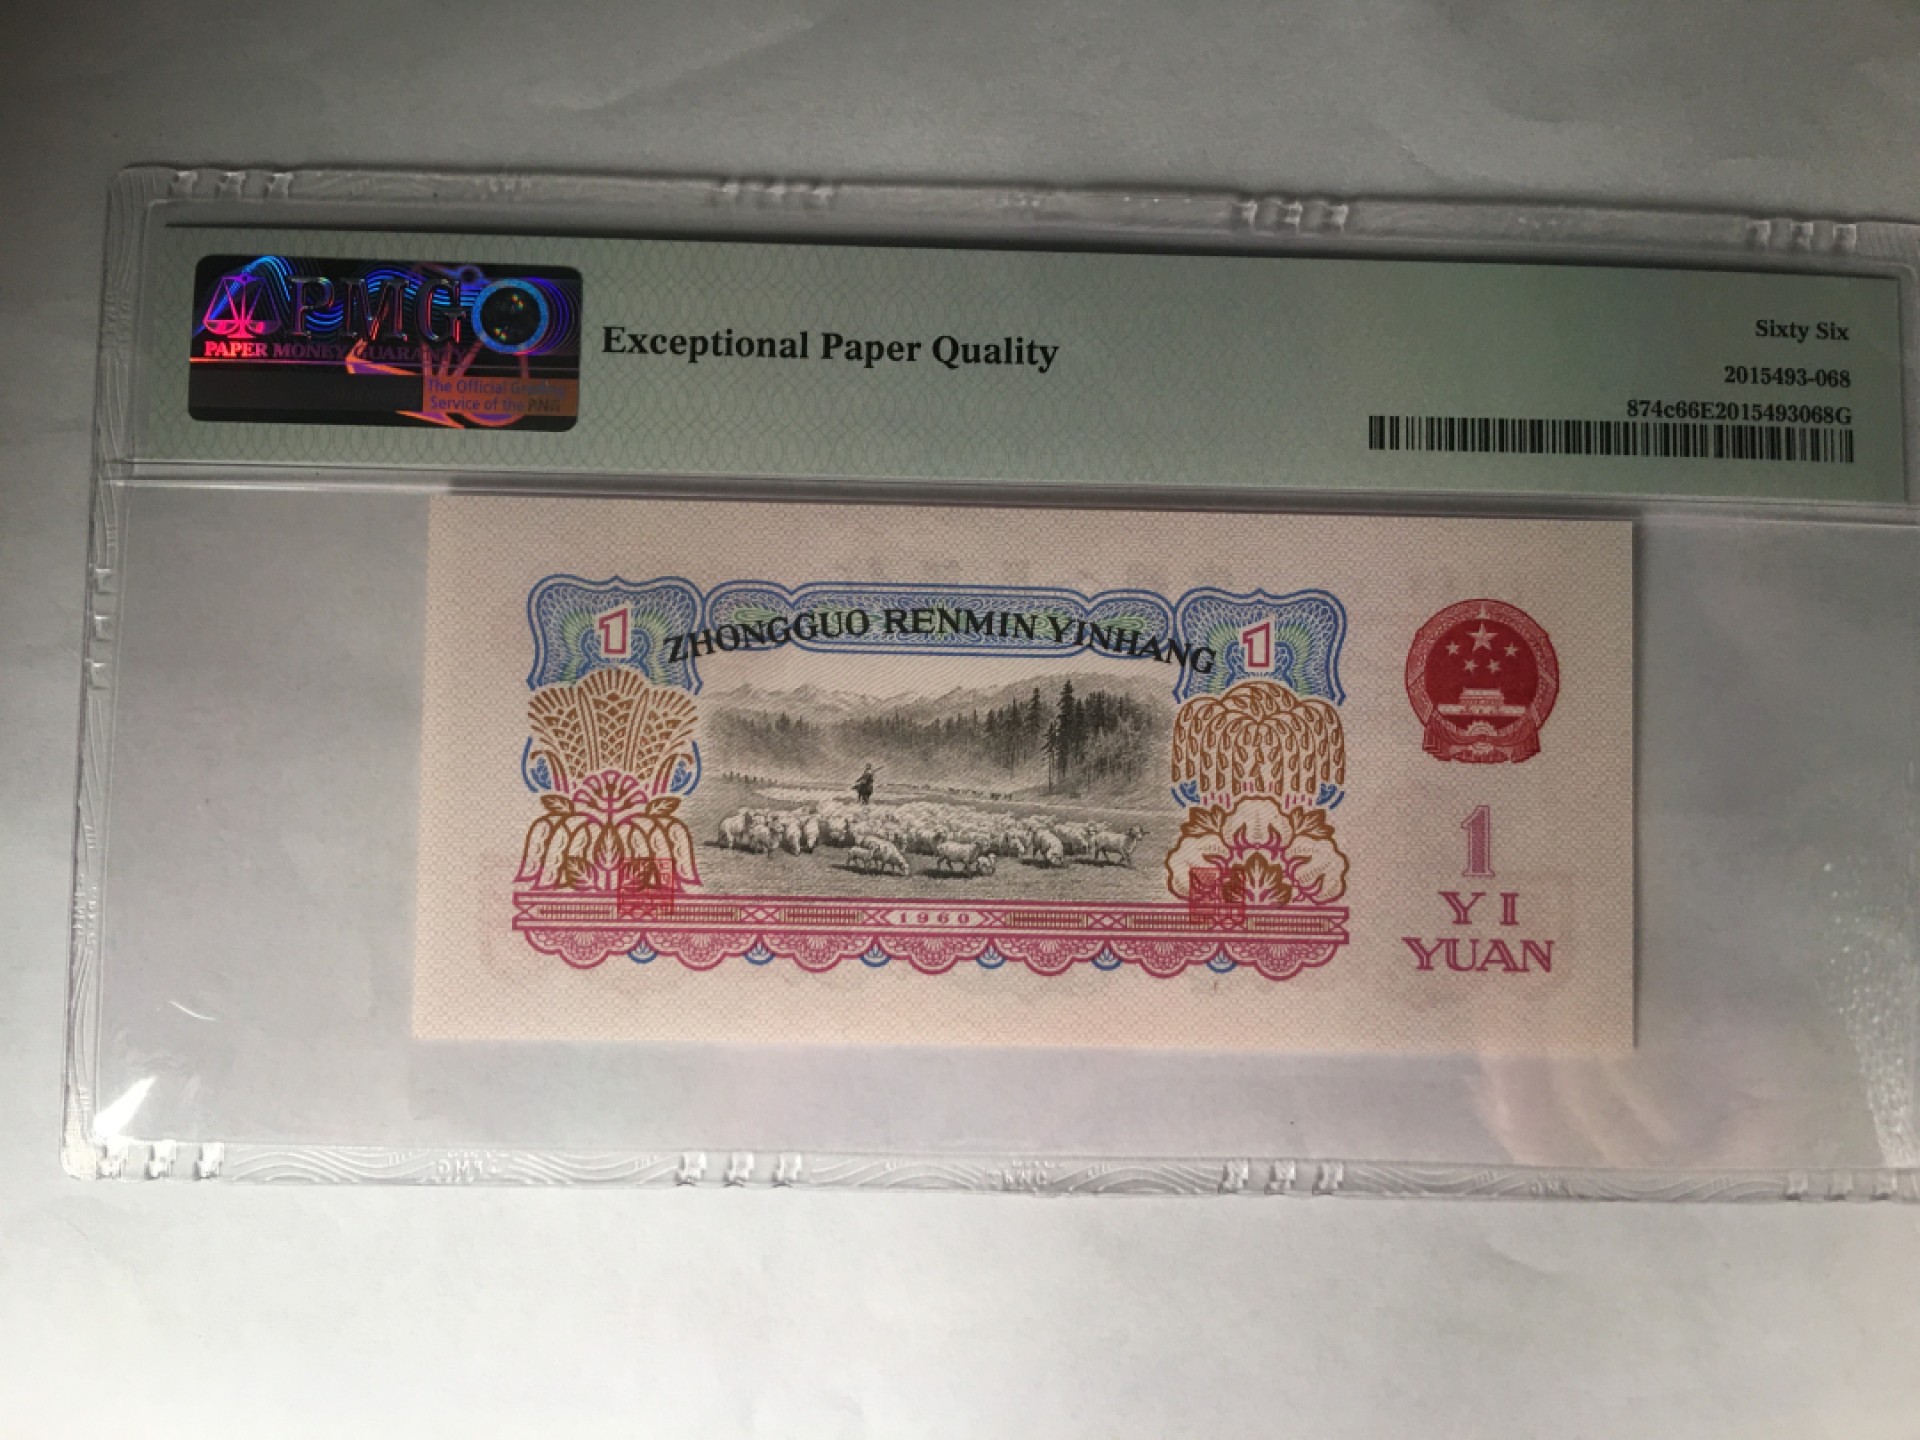 PMG
PAPER MONEY GUARANTY
The Official Grading
Service of the PNG
Exceptional Paper Quality
Sixty Six
2015493-068
874c66E2015493068G
1
ZHONGGUO RENMIN YINHANG
1
1960
1
YI
YUAN